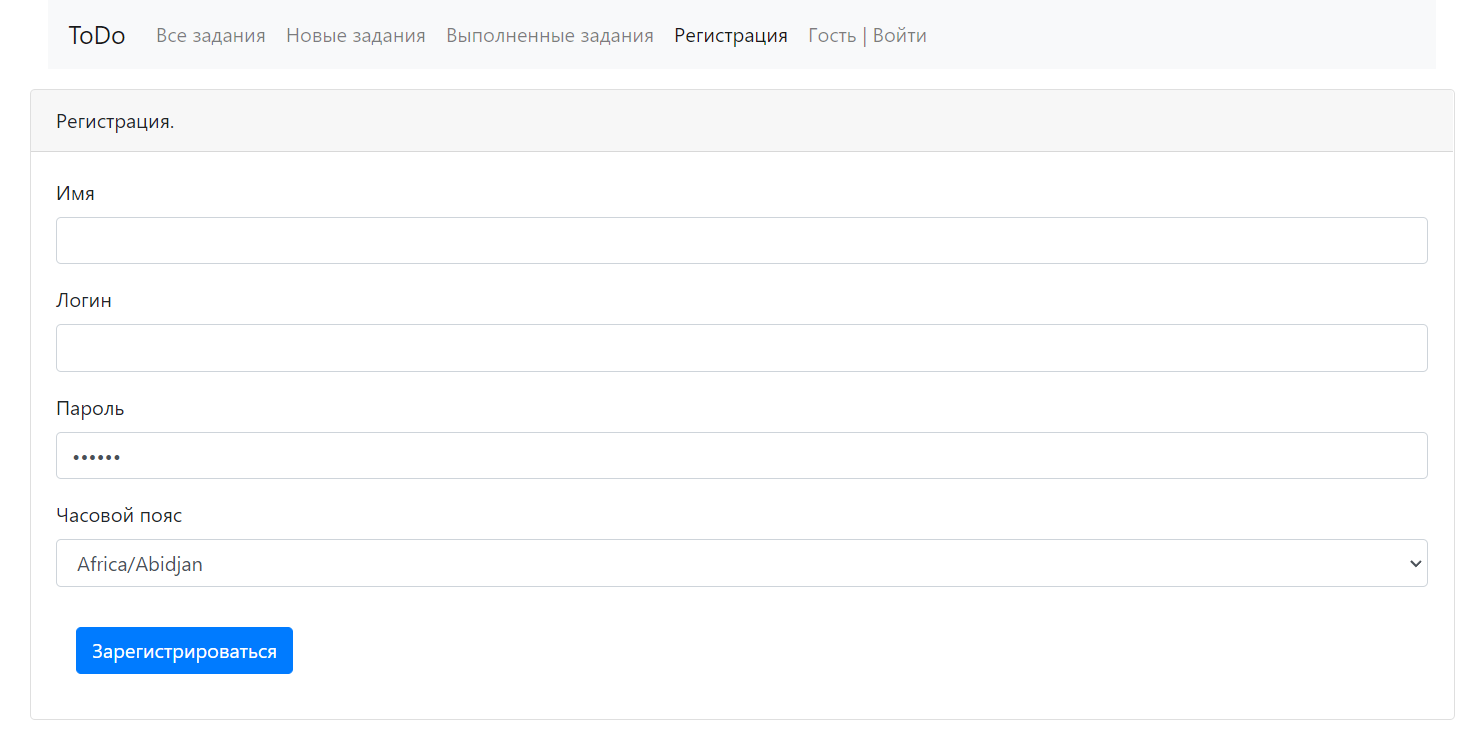 ToDo Все задания Новые задания Выполненные задания Регистрация Гость | Войти
Регистрация.
Имя
Логин
Пароль
••••••
Часовой пояс
Africa/Abidjan
Зарегистрироваться